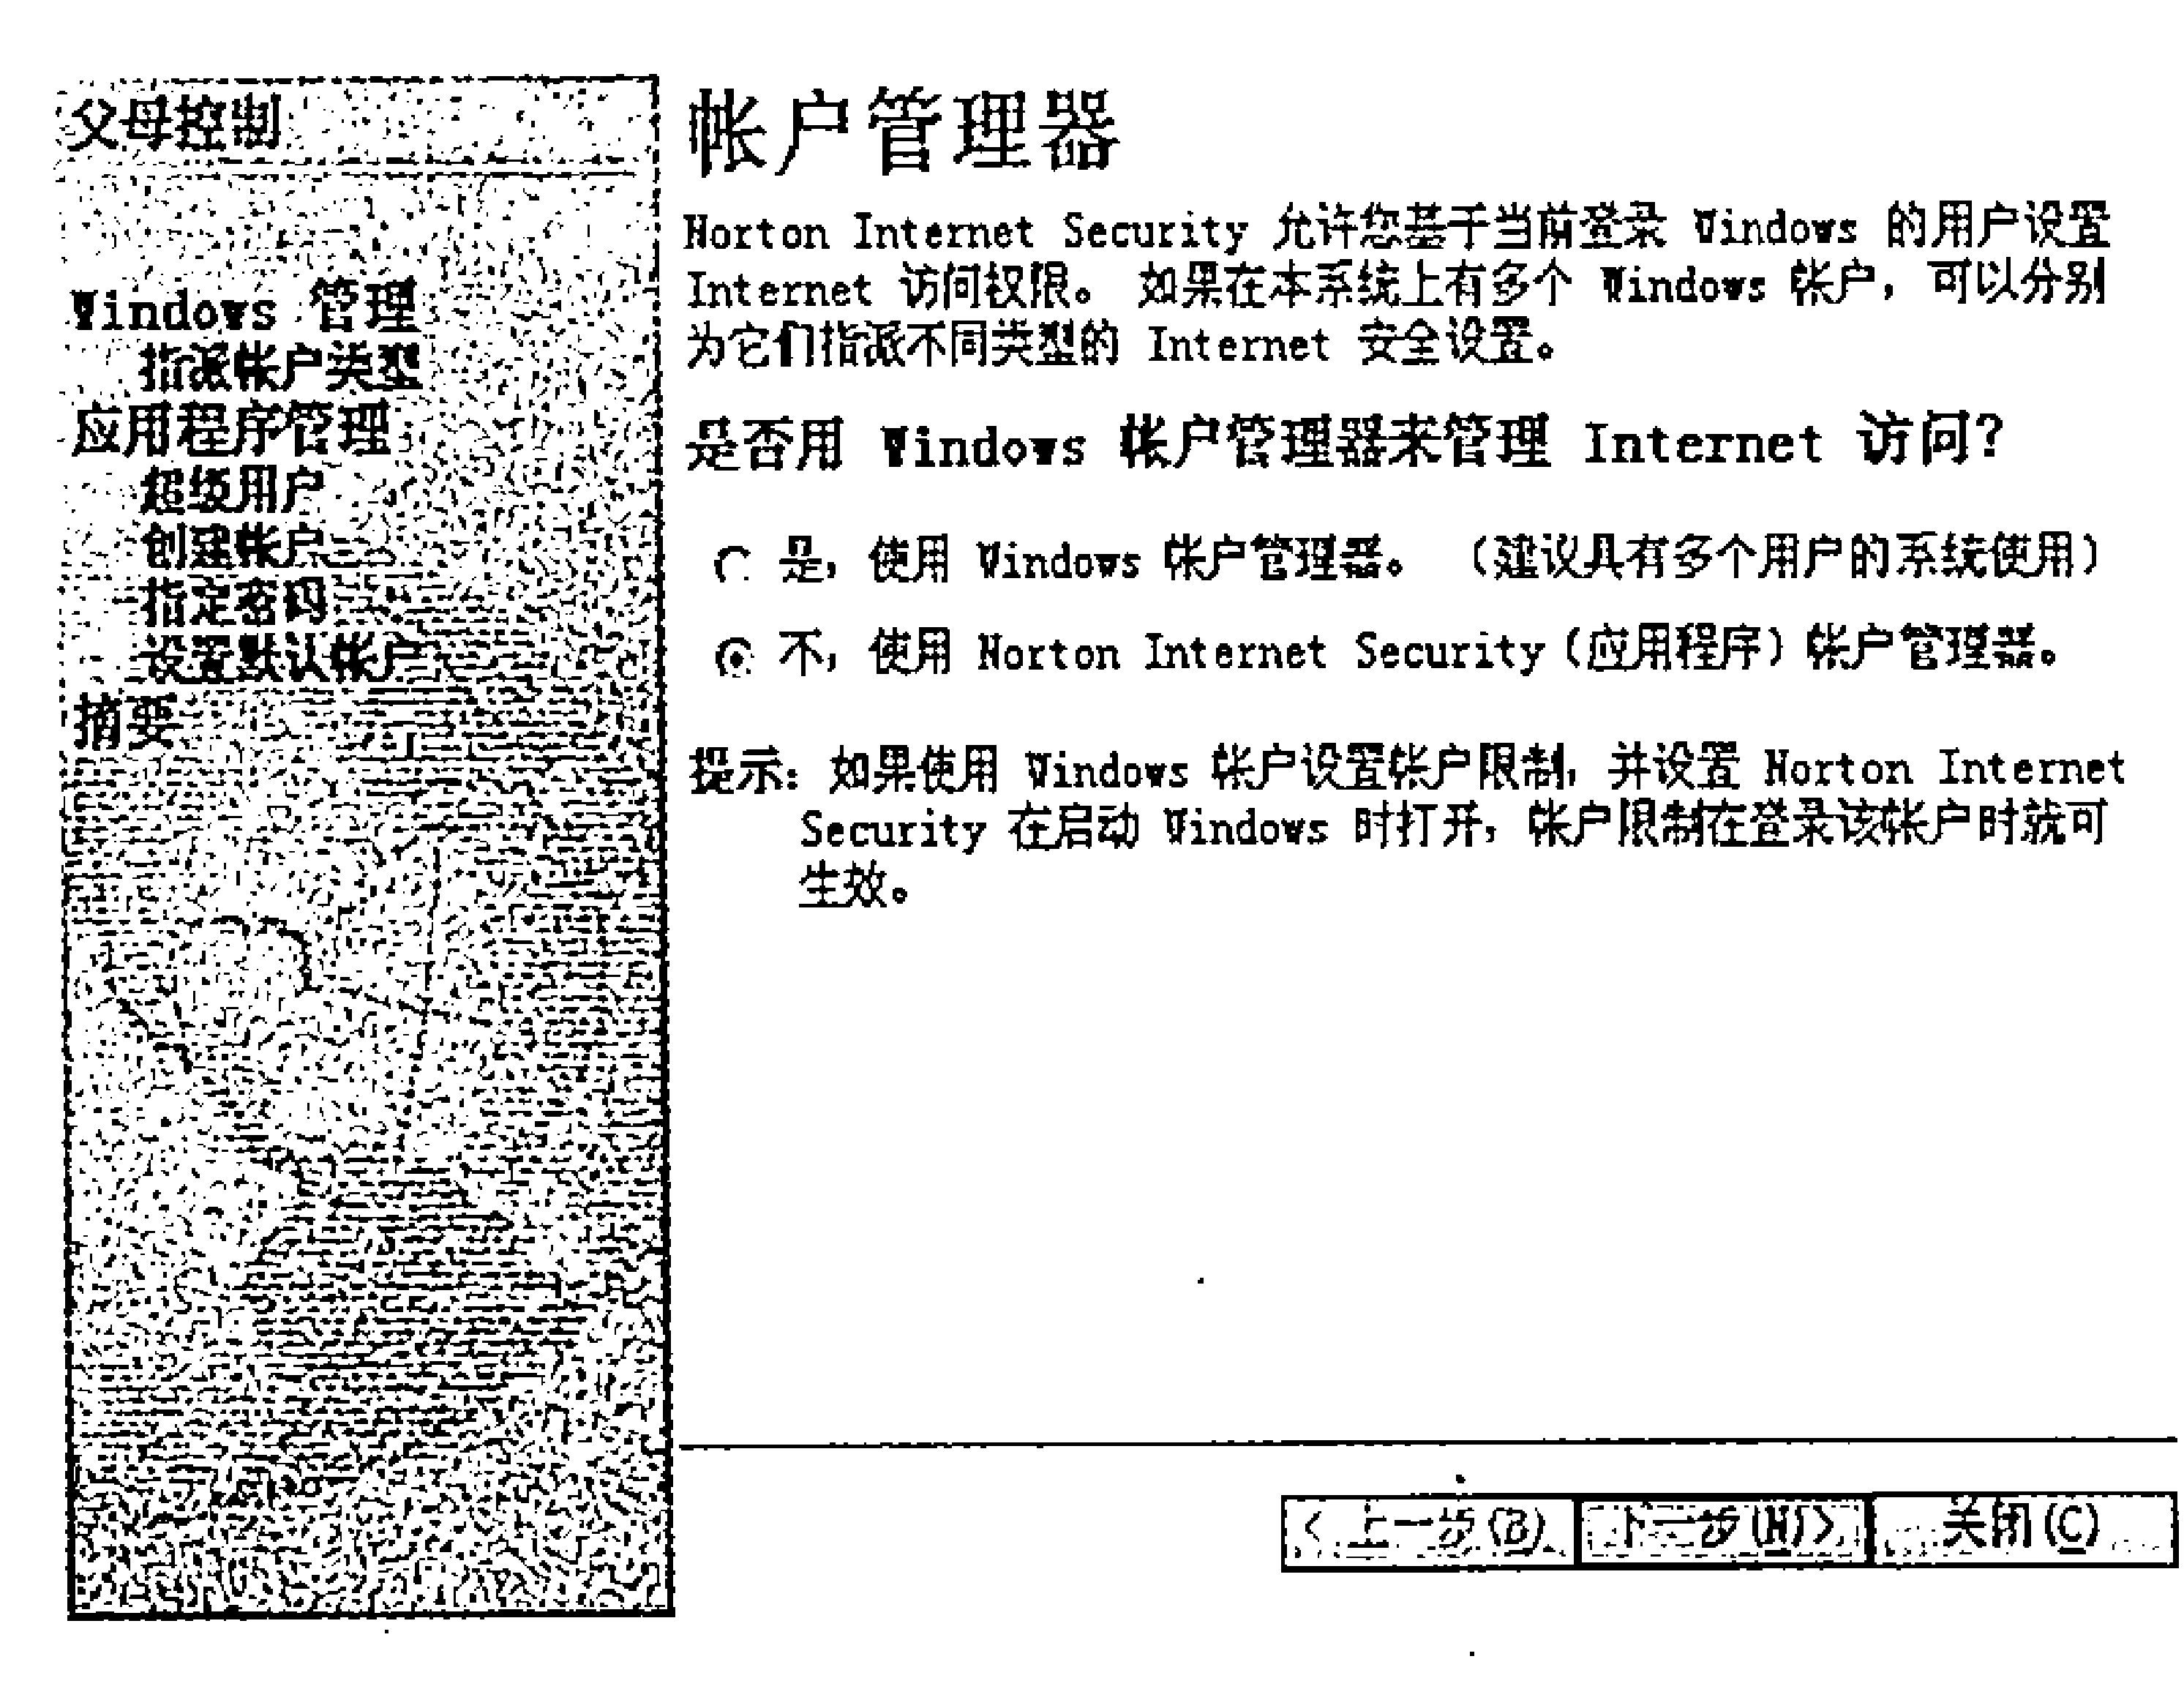 父母控制
Windows 管理
指派帐户类型
应用程序管理
超级用户
创建帐户
指定密码
设置默认帐户
摘要
帐户管理器
Norton Internet Security 允许您基于当前登录 Windows 的用户设置
Internet 访问权限。 如果在本系统上有多个 Windows 帐户，可以分别
为它们指派不同类型的 Internet 安全设置。
是否用 Windows 帐户管理器来管理 Internet 访问?
是，使用 Windows 帐户管理器。 （建议具有多个用户的系统使用）
不，使用 Norton Internet Security（应用程序）帐户管理器。
提示：如果使用 Windows 帐户设置帐户限制，并设置 Norton Internet
Security 在启动 Windows 时打开，帐户限制在登录该帐户时就可
生效。
< 上一步(B) 下一步(N)> 关闭(C)